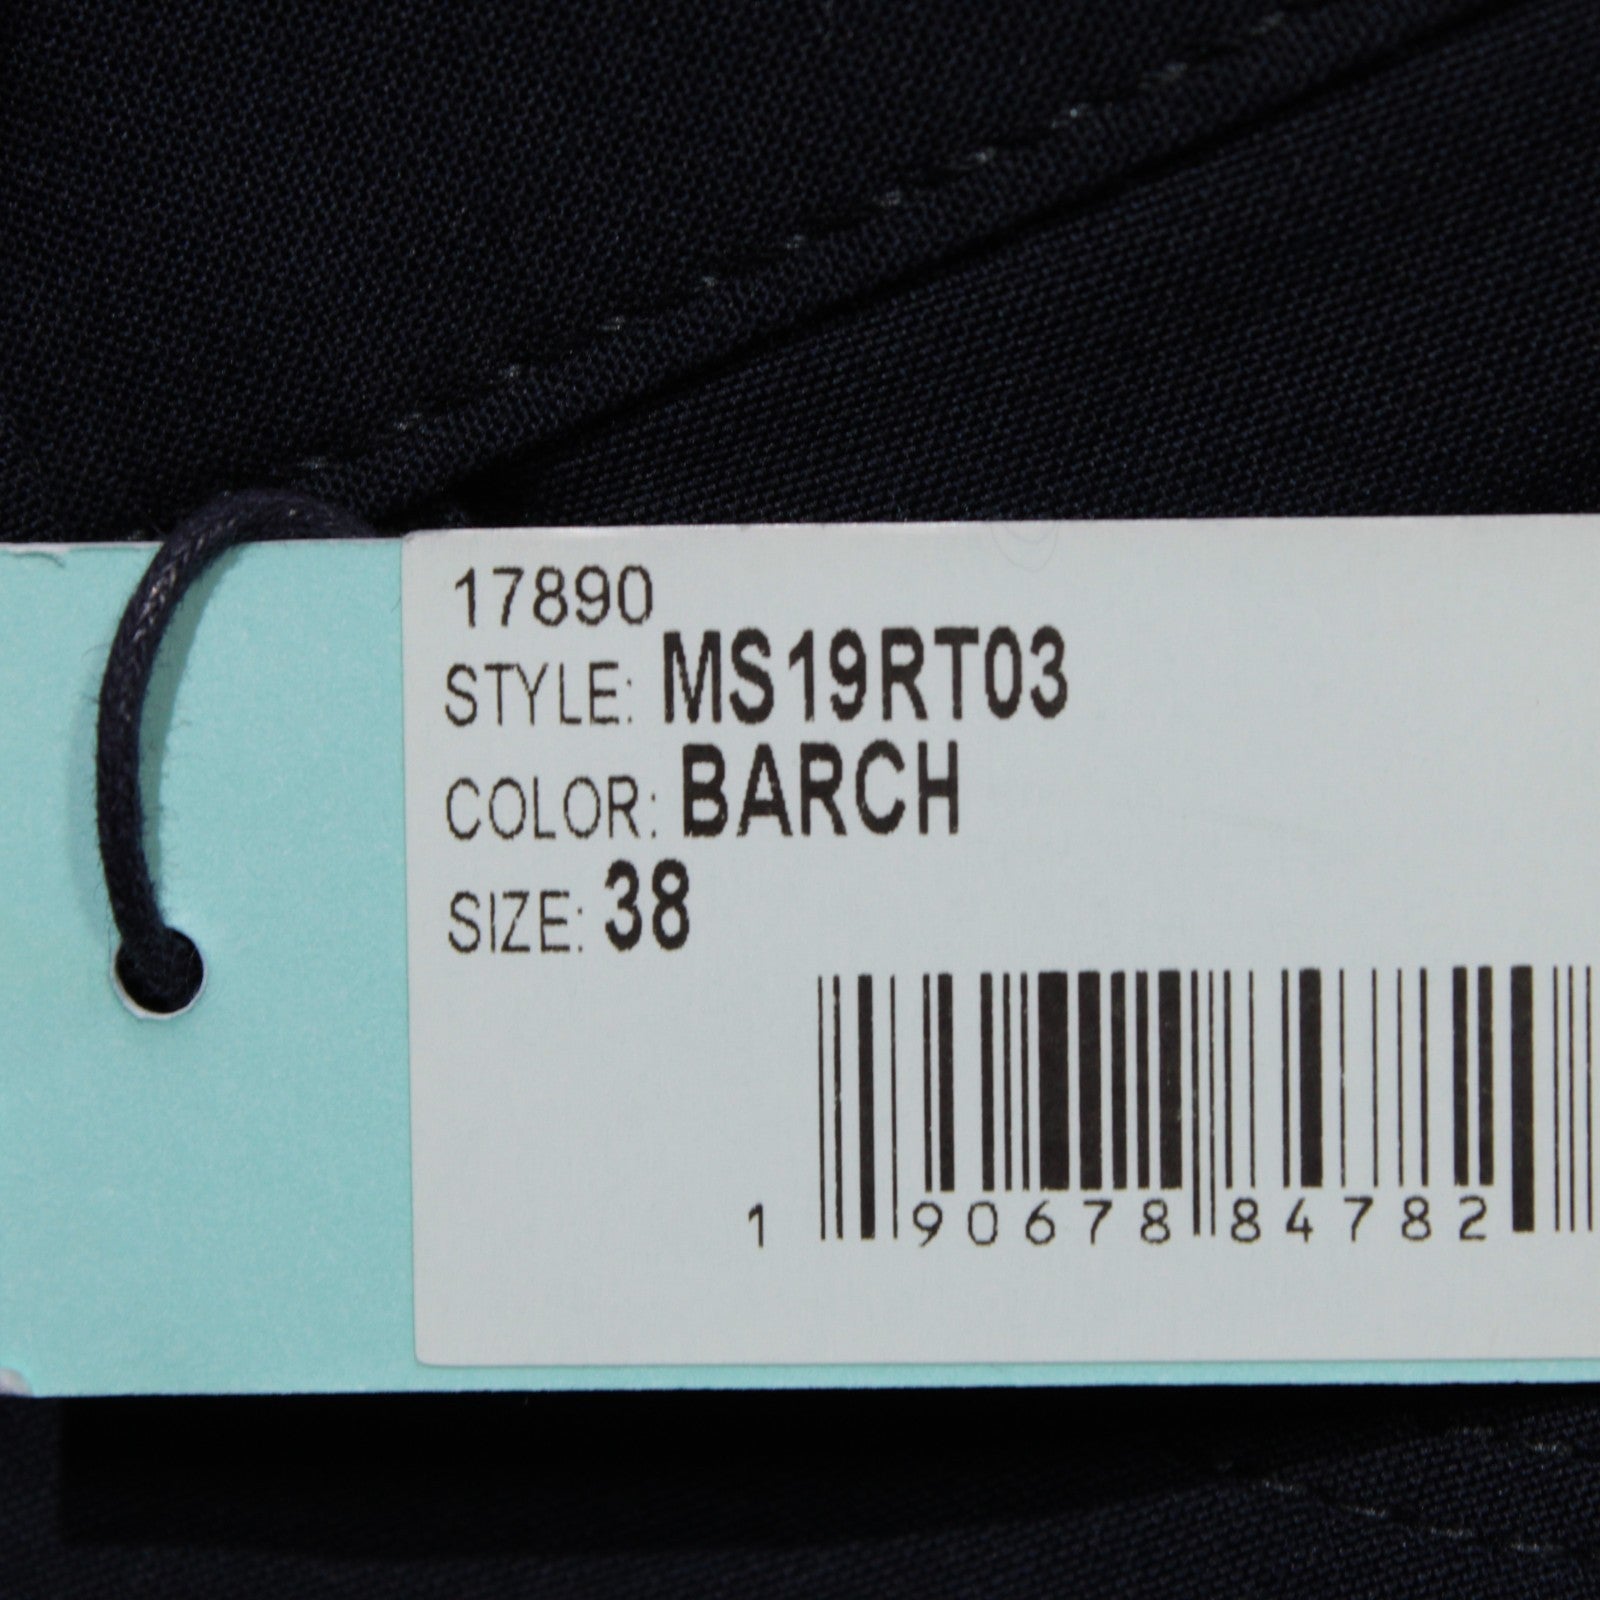 17890
STYLE: MS19RT03
COLOR: BARCH
SIZE: 38
1 90678 84782